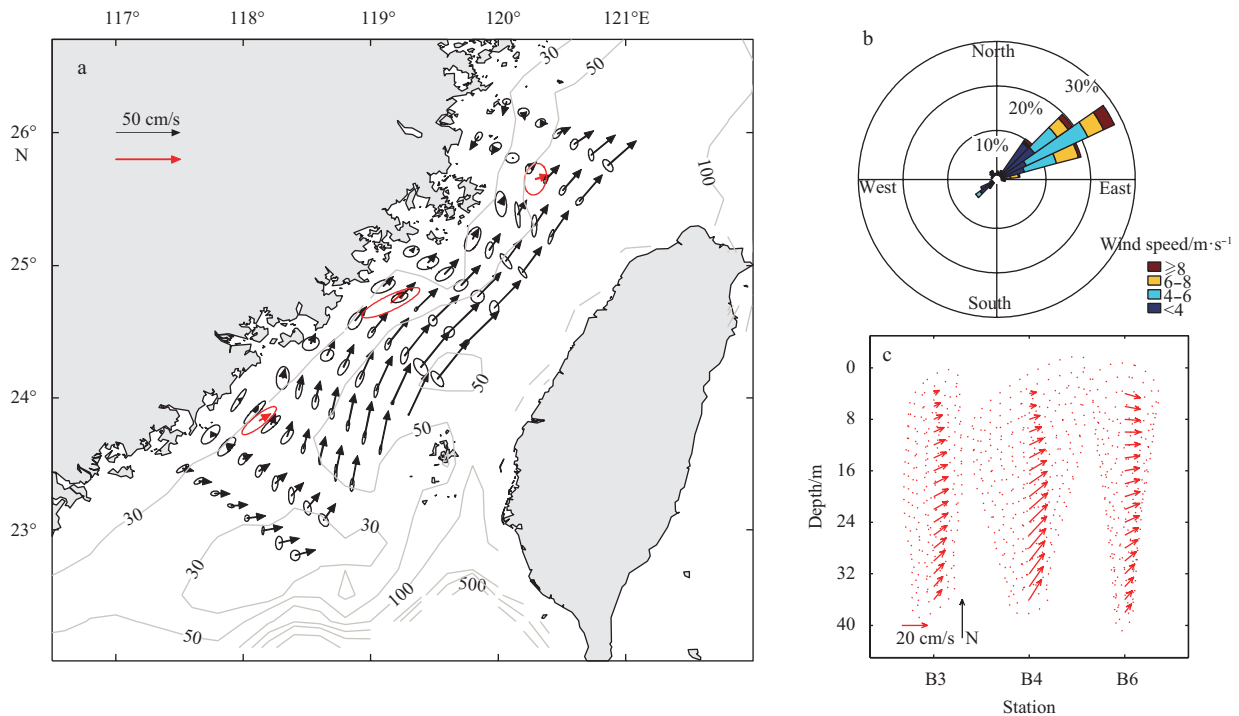 117° 118° 119° 120° 121°E
a
50 cm/s
26°
N
25°
24°
23°
30
50
100
50
50
30
30
30
100
500
50
b
North
30%
20%
10%
West
East
South
Wind speed/m·s⁻¹
⩾8
6–8
4–6
<4
c
0
8
16
24
32
40
Depth/m
20 cm/s
N
B3 B4 B6
Station